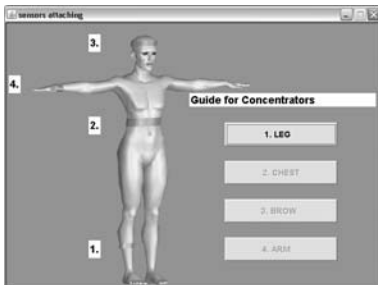 sensors attaching
3.
4.
Guide for Concentrators
2.
1. LEG
2. CHEST
3. BROW
1.
4. ARM